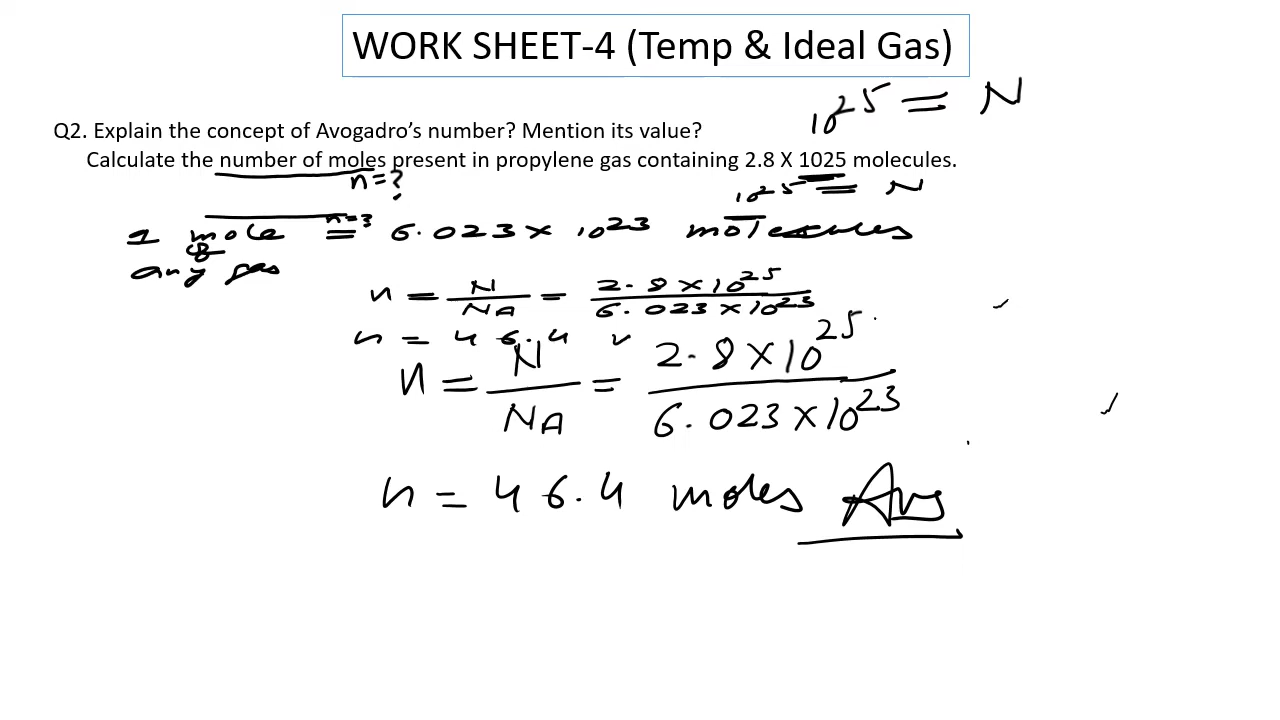 WORK SHEET-4 (Temp & Ideal Gas)
10^25 = N
Q2. Explain the concept of Avogadro's number? Mention its value?
Calculate the number of moles present in propylene gas containing 2.8 X 1025 molecules.
n=?
10^25 = N
n=3
1 mole = 6.023 × 10^23 molecules
any gas
n = N/NA = 2.8 × 10^25 / 6.023 × 10^23
n = 46.4
n = N/NA = 2.8 × 10^25 / 6.023 × 10^23
n = 46.4 moles Ans